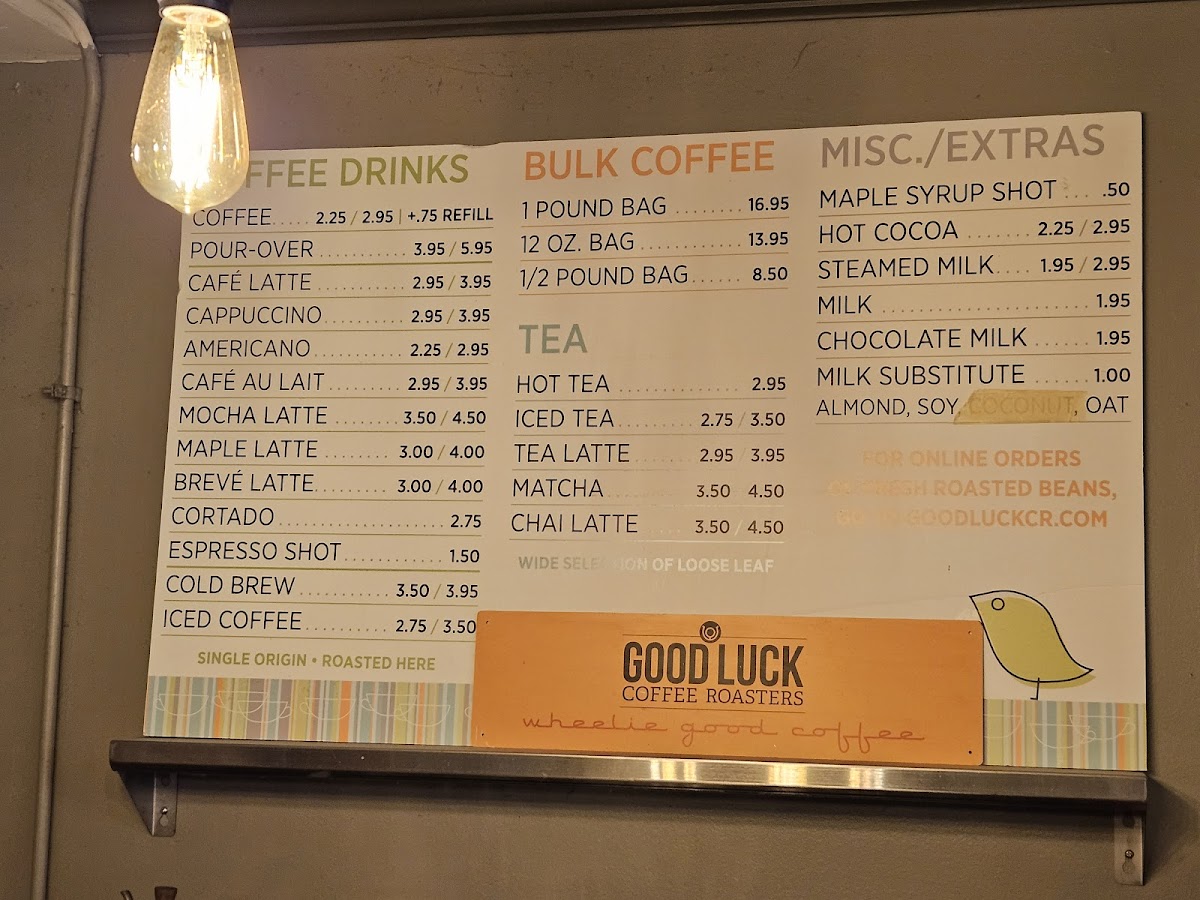 DRINKS
COFFEE..... 2.25 / 2.95 | +.75 REFILL
POUR-OVER ........... 3.95 / 5.95
CAFÉ LATTE ........... 2.95 / 3.95
CAPPUCCINO.......... 2.95 / 3.95
AMERICANO........... 2.25 / 2.95
CAFÉ AU LAIT......... 2.95 / 3.95
MOCHA LATTE ......... 3.50 / 4.50
MAPLE LATTE ......... 3.00 / 4.00
BREVÉ LATTE......... 3.00 / 4.00
CORTADO .................... 2.75
ESPRESSO SHOT............ 1.50
COLD BREW ........... 3.50 / 3.95
ICED COFFEE.......... 2.75 / 3.50
SINGLE ORIGIN • ROASTED HERE
BULK COFFEE
1 POUND BAG ........ 16.95
12 OZ. BAG ............ 13.95
1/2 POUND BAG...... 8.50
TEA
HOT TEA ............... 2.95
ICED TEA......... 2.75 / 3.50
TEA LATTE ....... 2.95 / 3.95
MATCHA ......... 3.50 4.50
CHAI LATTE ..... 3.50 / 4.50
WIDE SELECTION OF LOOSE LEAF
MISC./EXTRAS
MAPLE SYRUP SHOT .... .50
HOT COCOA ....... 2.25 / 2.95
STEAMED MILK.... 1.95 / 2.95
MILK ........................ 1.95
CHOCOLATE MILK ...... 1.95
MILK SUBSTITUTE ...... 1.00
ALMOND, SOY, COCONUT, OAT
FOR ONLINE ORDERS
FRESH ROASTED BEANS,
GOODLUCKCR.COM
GOOD LUCK
COFFEE ROASTERS
wheelie good coffee